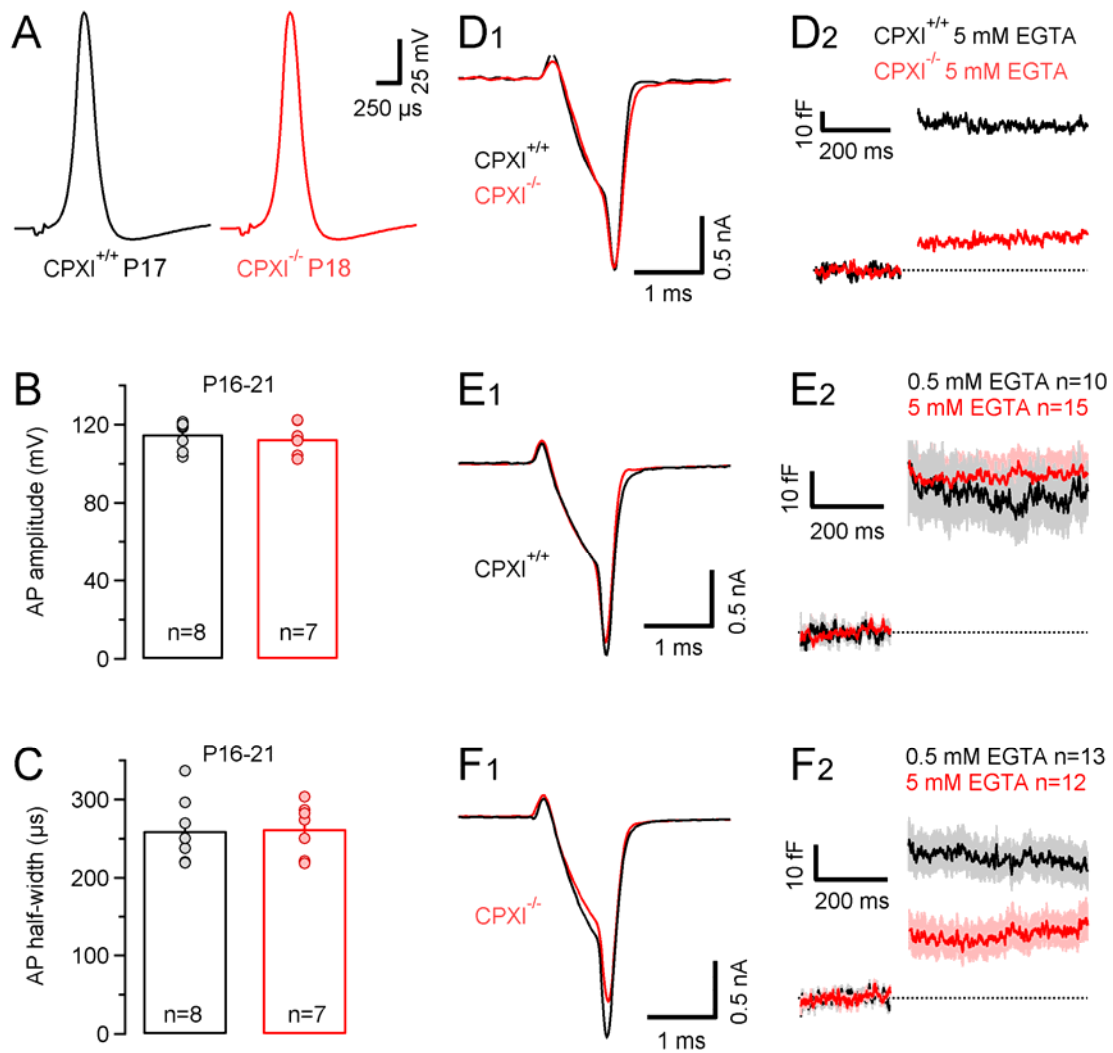 A
25 mV
250 µs
CPXI+/+ P17
CPXI-/- P18
B
P16-21
AP amplitude (mV)
120
80
40
0
n=8
n=7
C
P16-21
AP half-width (µs)
300
200
100
0
n=8
n=7
D1
CPXI+/+
CPXI-/-
0.5 nA
1 ms
D2
CPXI+/+ 5 mM EGTA
CPXI-/- 5 mM EGTA
10 fF
200 ms
E1
CPXI+/+
0.5 nA
1 ms
E2
0.5 mM EGTA n=10
5 mM EGTA n=15
10 fF
200 ms
F1
CPXI-/-
0.5 nA
1 ms
F2
0.5 mM EGTA n=13
5 mM EGTA n=12
10 fF
200 ms